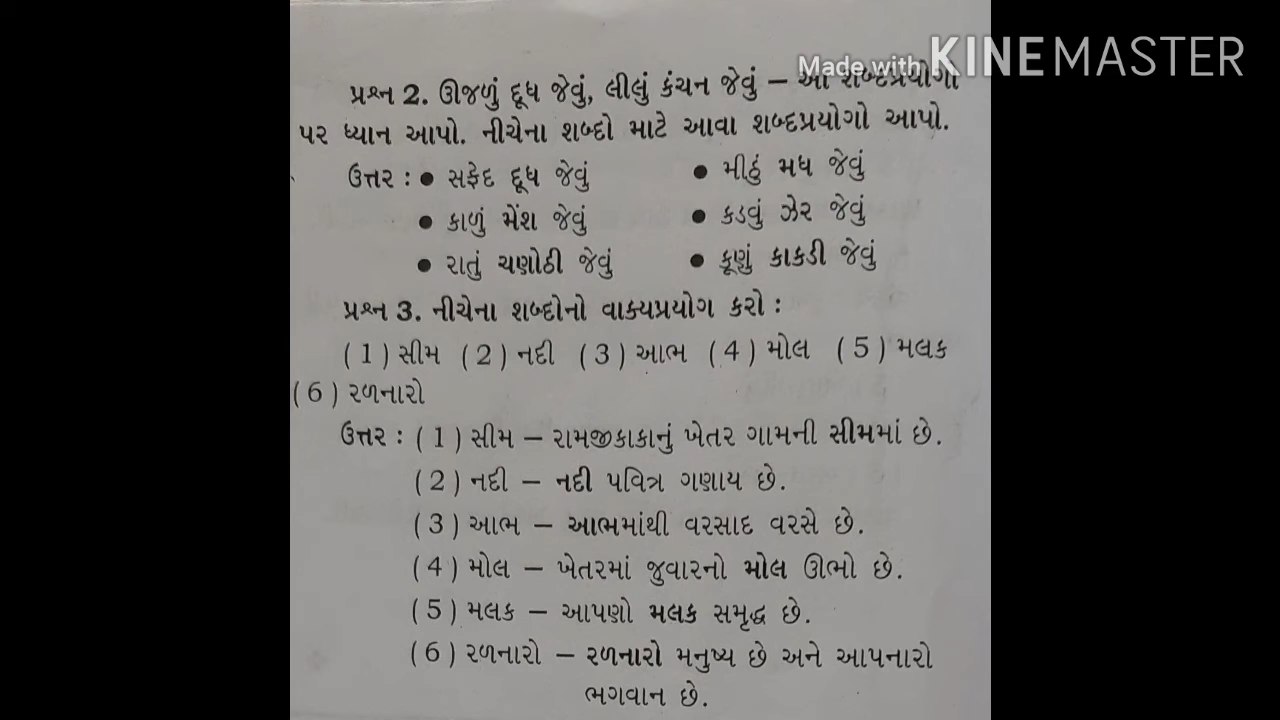 Made with KINEMASTER
પ્રશ્ન 2. ઊજળું દૂધ જેવું, લીલું કંચન જેવું – આ શબ્દપ્રયોગો
પર ધ્યાન આપો. નીચેના શબ્દો માટે આવા શબ્દપ્રયોગો આપો.
ઉત્તર : ● સફેદ દૂધ જેવું ● મીઠું મધ જેવું
● કાળું મેંશ જેવું ● કડવું ઝેર જેવું
● રાતું ચણોઠી જેવું ● કૂણું કાકડી જેવું
પ્રશ્ન 3. નીચેના શબ્દોનો વાક્યપ્રયોગ કરો :
(1) સીમ (2) નદી (3) આભ (4) મોલ (5) મલક
(6) રળનારો
ઉત્તર : (1) સીમ – રામજીકાકાનું ખેતર ગામની સીમમાં છે.
(2) નદી – નદી પવિત્ર ગણાય છે.
(3) આભ – આભમાંથી વરસાદ વરસે છે.
(4) મોલ – ખેતરમાં જુવારનો મોલ ઊભો છે.
(5) મલક – આપણો મલક સમૃદ્ધ છે.
(6) રળનારો – રળનારો મનુષ્ય છે અને આપનારો
ભગવાન છે.